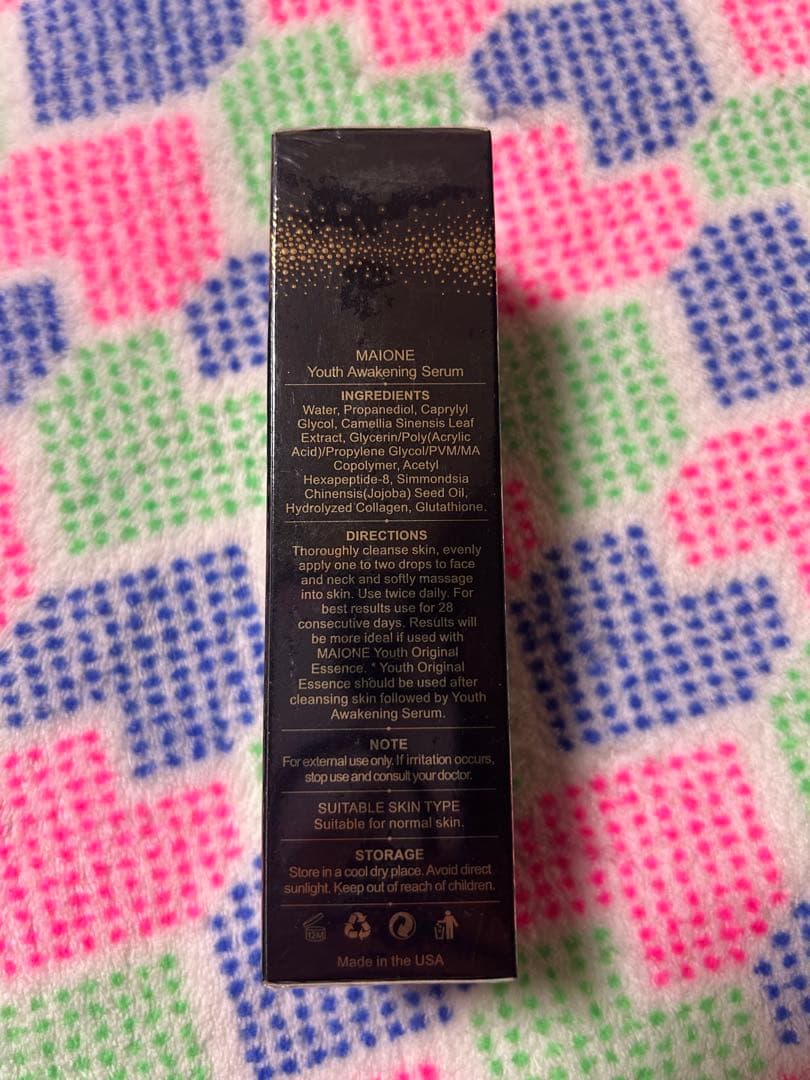 MAIONE
Youth Awakening Serum
INGREDIENTS
Water, Propanediol, Caprylyl
Glycol, Camellia Sinensis Leaf
Extract, Glycerin/Poly(Acrylic
Acid)/Propylene Glycol/PVM/MA
Copolymer, Acetyl
Hexapeptide-8, Simmondsia
Chinensis(Jojoba) Seed Oil,
Hydrolyzed Collagen, Glutathione.
DIRECTIONS
Thoroughly cleanse skin, evenly
apply one to two drops to face
and neck and softly massage
into skin. Use twice daily. For
best results use for 28
consecutive days. Results will
be more ideal if used with
MAIONE Youth Original
Essence. * Youth Original
Essence should be used after
cleansing skin followed by Youth
Awakening Serum.
NOTE
For external use only. If irritation occurs,
stop use and consult your doctor.
SUITABLE SKIN TYPE
Suitable for normal skin.
STORAGE
Store in a cool dry place. Avoid direct
sunlight. Keep out of reach of children.
12M
Made in the USA